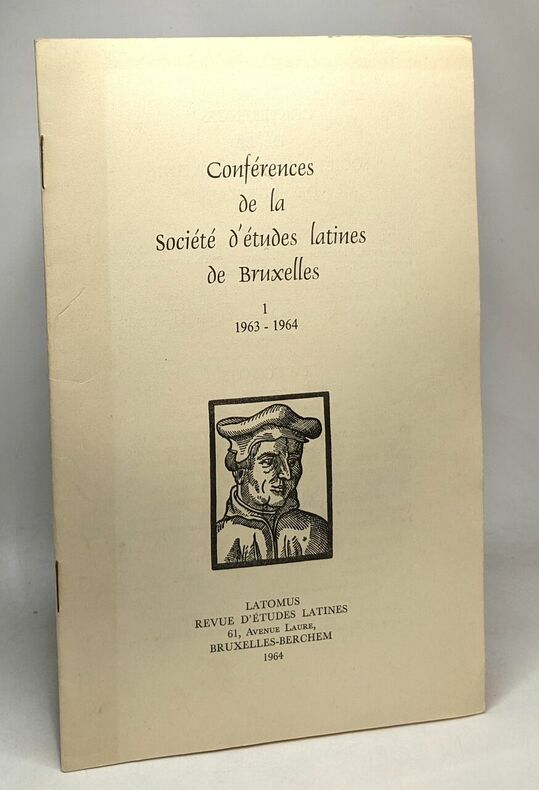 Conférences
de la
Société d'études latines
de Bruxelles
1
1963 - 1964
LATOMUS
REVUE D'ÉTUDES LATINES
61, AVENUE LAURE,
BRUXELLES-BERCHEM
1964